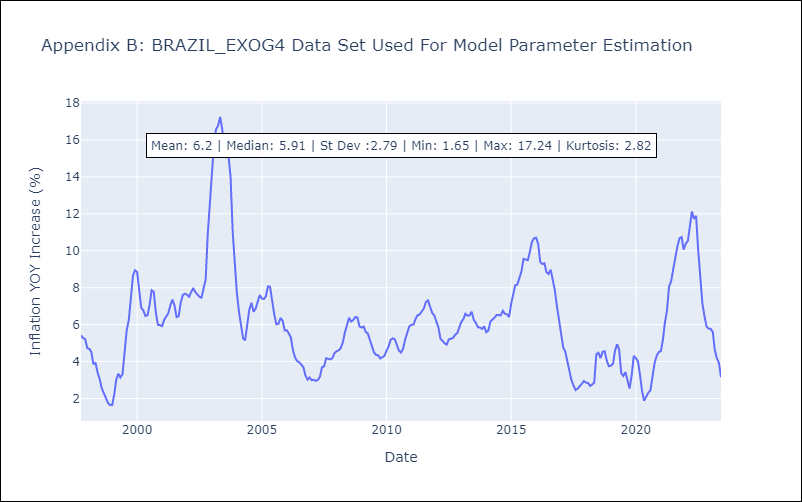 Appendix B: BRAZIL_EXOG4 Data Set Used For Model Parameter Estimation
18
16
14
12
10
8
6
4
2
Inflation YOY Increase (%)
Mean: 6.2 | Median: 5.91 | St Dev :2.79 | Min: 1.65 | Max: 17.24 | Kurtosis: 2.82
2000 2005 2010 2015 2020
Date